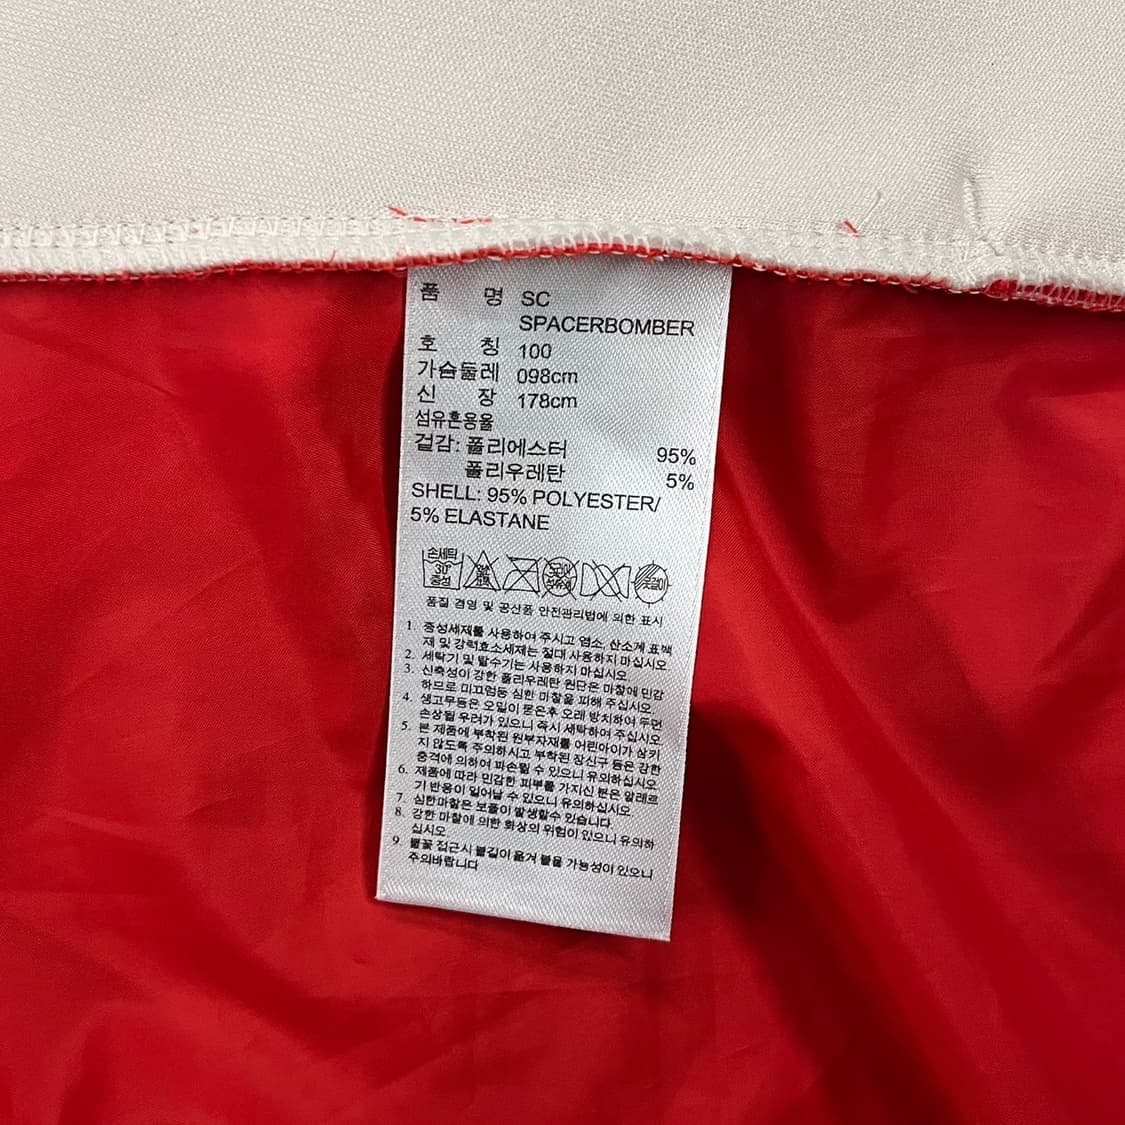 품 명 SC
SPACERBOMBER
호 칭 100
가슴둘레 098cm
신 장 178cm
섬유혼용율
겉감: 폴리에스터 95%
폴리우레탄 5%
SHELL: 95% POLYESTER/
5% ELASTANE
손세탁
30°
중성
옷걸이
품질 경영 및 공산품 안전관리법에 의한 표시
1. 중성세제를 사용하여 주시고 염소, 산소계 표백
제 및 강력효소세제는 절대 사용하지 마십시오.
2. 세탁기 및 탈수기는 사용하지 마십시오.
3. 신축성이 강한 폴리우레탄 원단은 마찰에 민감
하므로 미끄럼등 심한 마찰을 피해 주십시오.
4. 생고무등은 오일이 묻은후 오래 방치하여 두면
손상될 우려가 있으니 즉시 세탁하여 주십시오
5. 본 제품에 부착된 원부자재를 어린아이가 삼키
지 않도록 주의하시고 부착된 장신구 등은 강한
충격에 의하여 파손될 수 있으니 유의하십시오
6. 제품에 따라 민감한 피부를 가지신 분은 알레르
기 반응이 일어날 수 있으니 유의하십시오.
7. 심한마찰은 보풀이 발생할수 있습니다
8. 강한 마찰에 의한 화상의 위험이 있으니 유의하
십시오.
9. 불꽃 접근시 불길이 옮겨 붙을 가능성이 있으니
주의바랍니다